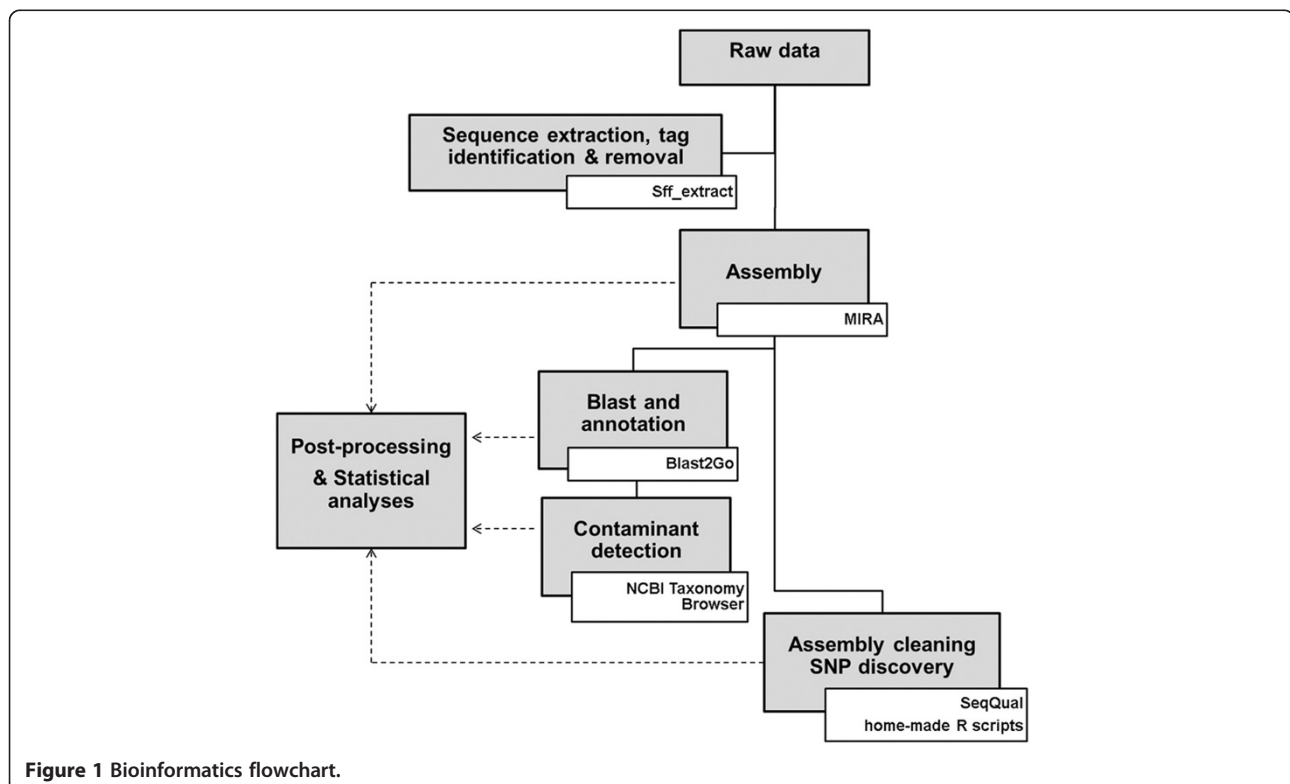 Raw data
Sequence extraction, tag
identification & removal
Sff_extract
Assembly
MIRA
Blast and
annotation
Blast2Go
Post-processing
& Statistical
analyses
Contaminant
detection
NCBI Taxonomy
Browser
Assembly cleaning
SNP discovery
SeqQual
home-made R scripts
Figure 1 Bioinformatics flowchart.